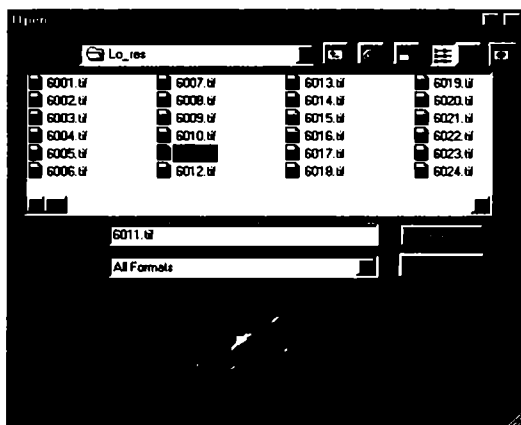 Open
Lo_res
6001.tif 6007.tif 6013.tif 6019.tif
6002.tif 6008.tif 6014.tif 6020.tif
6003.tif 6009.tif 6015.tif 6021.tif
6004.tif 6010.tif 6016.tif 6022.tif
6005.tif 6017.tif 6023.tif
6006.tif 6012.tif 6018.tif 6024.tif
6011.tif
All Formats